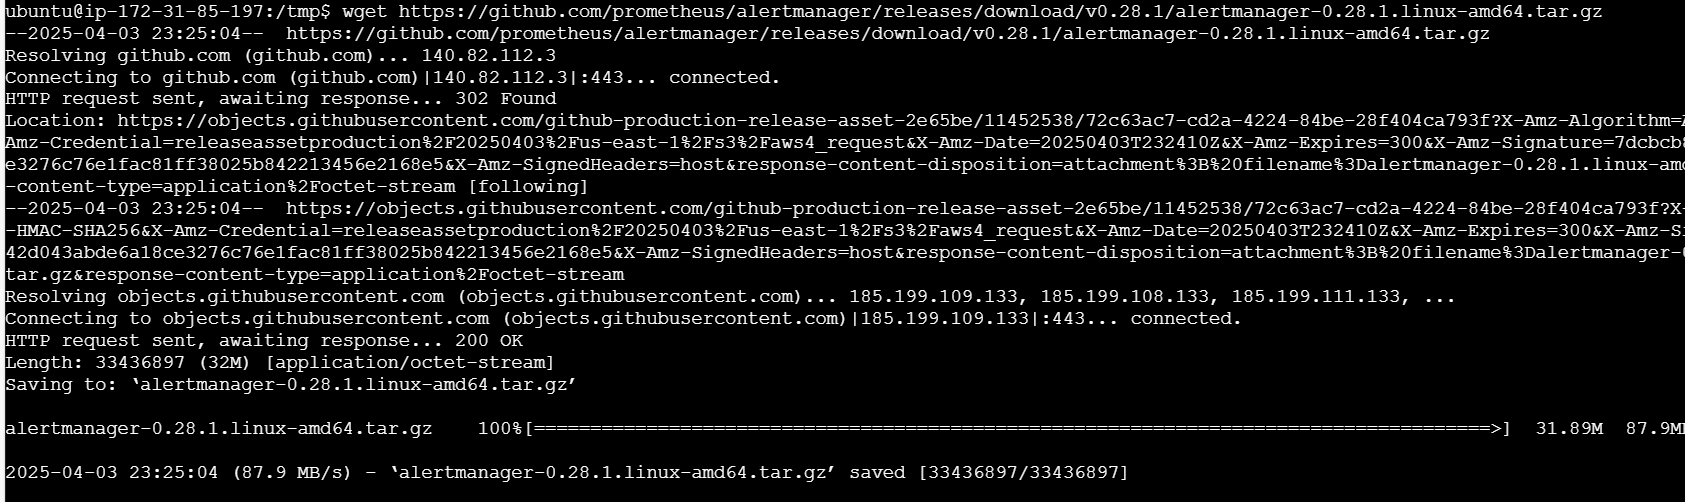 ubuntu@ip-172-31-85-197:/tmp$ wget https://github.com/prometheus/alertmanager/releases/download/v0.28.1/alertmanager-0.28.1.linux-amd64.tar.gz
--2025-04-03 23:25:04--  https://github.com/prometheus/alertmanager/releases/download/v0.28.1/alertmanager-0.28.1.linux-amd64.tar.gz
Resolving github.com (github.com)... 140.82.112.3
Connecting to github.com (github.com)|140.82.112.3|:443... connected.
HTTP request sent, awaiting response... 302 Found
Location: https://objects.githubusercontent.com/github-production-release-asset-2e65be/11452538/72c63ac7-cd2a-4224-84be-28f404ca793f?X-Amz-Algorithm=A
Amz-Credential=releaseassetproduction%2F20250403%2Fus-east-1%2Fs3%2Faws4_request&X-Amz-Date=20250403T232410Z&X-Amz-Expires=300&X-Amz-Signature=7dcbcb8
e3276c76e1fac81ff38025b842213456e2168e5&X-Amz-SignedHeaders=host&response-content-disposition=attachment%3B%20filename%3Dalertmanager-0.28.1.linux-amd
-content-type=application%2Foctet-stream [following]
--2025-04-03 23:25:04--  https://objects.githubusercontent.com/github-production-release-asset-2e65be/11452538/72c63ac7-cd2a-4224-84be-28f404ca793f?X-
-HMAC-SHA256&X-Amz-Credential=releaseassetproduction%2F20250403%2Fus-east-1%2Fs3%2Faws4_request&X-Amz-Date=20250403T232410Z&X-Amz-Expires=300&X-Amz-Si
42d043abde6a18ce3276c76e1fac81ff38025b842213456e2168e5&X-Amz-SignedHeaders=host&response-content-disposition=attachment%3B%20filename%3Dalertmanager-0
tar.gz&response-content-type=application%2Foctet-stream
Resolving objects.githubusercontent.com (objects.githubusercontent.com)... 185.199.109.133, 185.199.108.133, 185.199.111.133, ...
Connecting to objects.githubusercontent.com (objects.githubusercontent.com)|185.199.109.133|:443... connected.
HTTP request sent, awaiting response... 200 OK
Length: 33436897 (32M) [application/octet-stream]
Saving to: ‘alertmanager-0.28.1.linux-amd64.tar.gz’
alertmanager-0.28.1.linux-amd64.tar.gz    100%[=====================================================================================>]  31.89M  87.9MB
2025-04-03 23:25:04 (87.9 MB/s) - ‘alertmanager-0.28.1.linux-amd64.tar.gz’ saved [33436897/33436897]